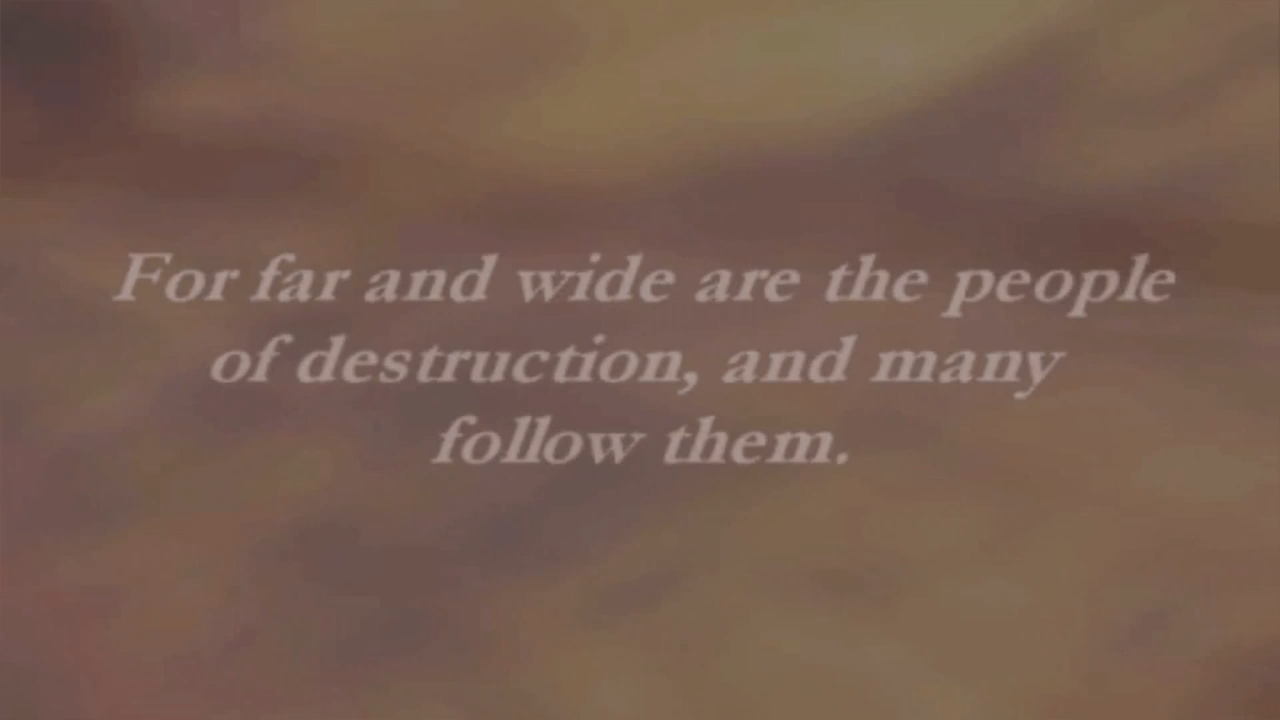 For far and wide are the people
of destruction, and many
follow them.